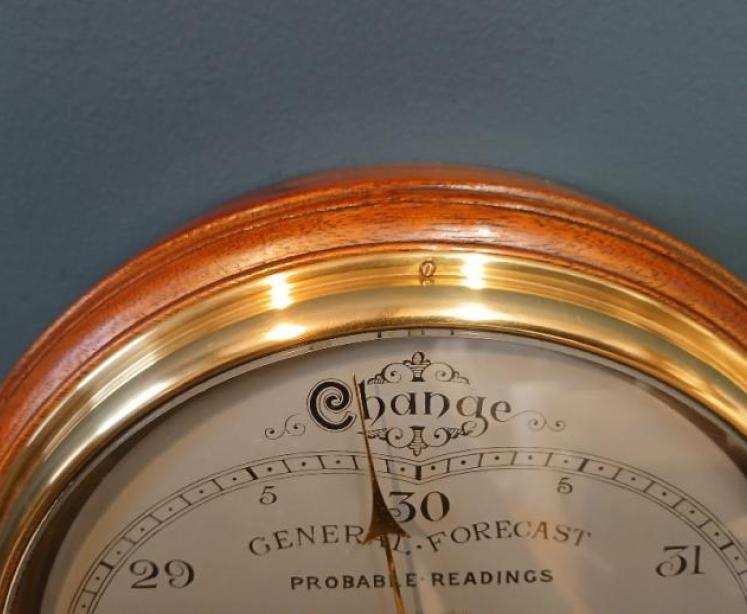 Change
5 5
29 30 31
GENERAL·FORECAST
PROBABLE·READINGS